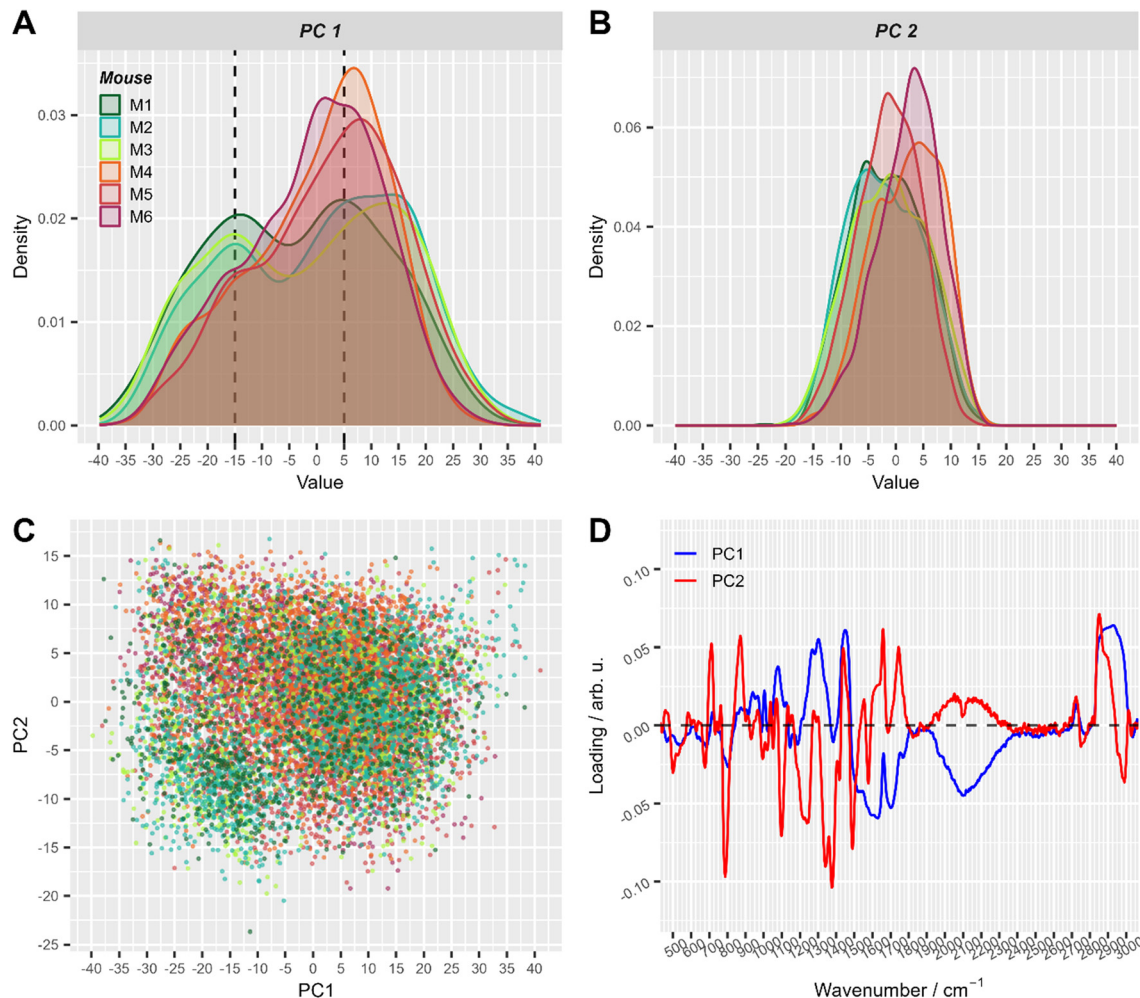 A
PC 1
Mouse
M1
M2
M3
M4
M5
M6
Density
0.03
0.02
0.01
0.00
-40 -35 -30 -25 -20 -15 -10 -5 0 5 10 15 20 25 30 35 41
Value
B
PC 2
Density
0.06
0.04
0.02
0.00
-40 -35 -30 -25 -20 -15 -10 -5 0 5 10 15 20 25 30 35 40
Value
C
PC2
15
10
5
0
-5
-10
-15
-20
-25
-40 -35 -30 -25 -20 -15 -10 -5 0 5 10 15 20 25 30 35 40
PC1
D
PC1
PC2
Loading / arb. u.
0.10
0.05
0.00
-0.05
-0.10
500 600 700 800 900 1000 1100 1200 1300 1400 1500 1600 1700 1800 1900 2000 2100 2200 2300 2400 2500 2600 2700 2800 2900 3000
Wavenumber / cm⁻¹